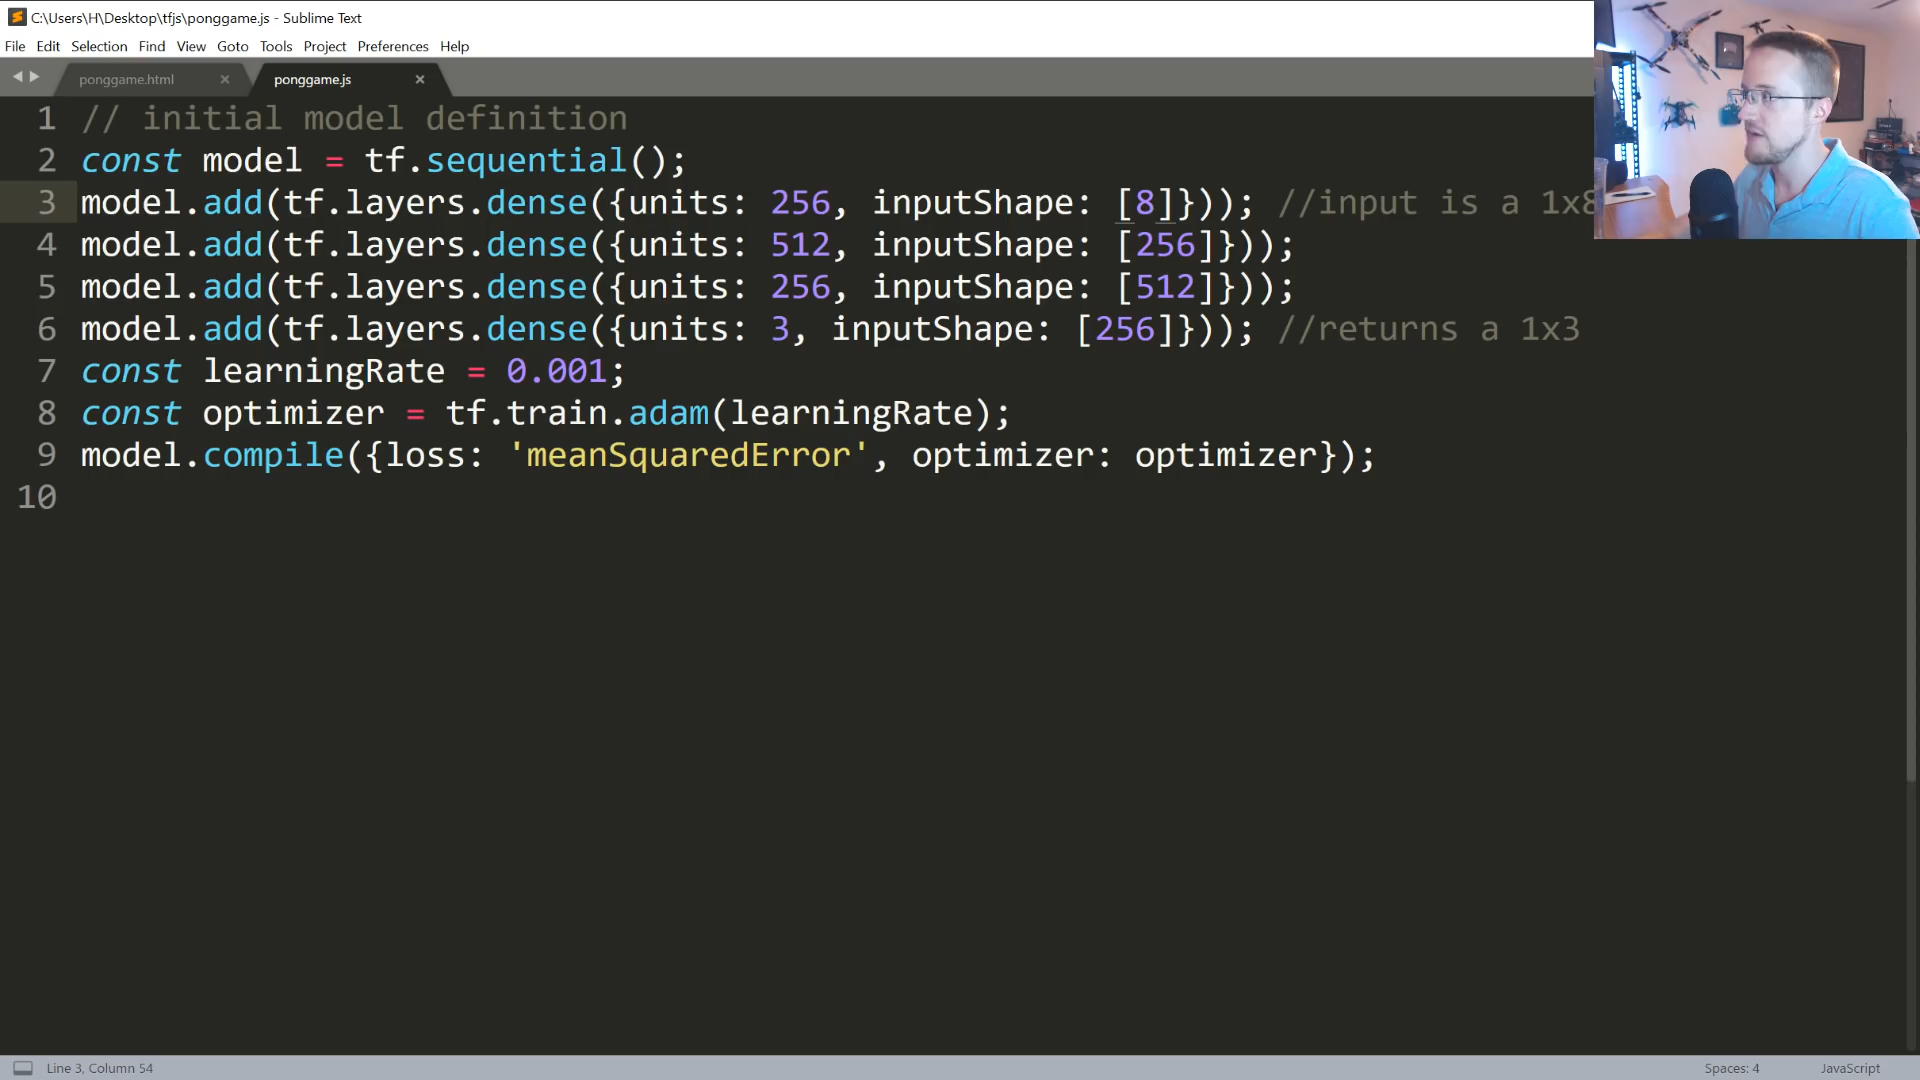 C:\Users\H\Desktop\tfjs\ponggame.js - Sublime Text
File Edit Selection Find View Goto Tools Project Preferences Help
ponggame.html × ponggame.js ×
1 // initial model definition
2 const model = tf.sequential();
3 model.add(tf.layers.dense({units: 256, inputShape: [8]})); //input is a 1x8
4 model.add(tf.layers.dense({units: 512, inputShape: [256]}));
5 model.add(tf.layers.dense({units: 256, inputShape: [512]}));
6 model.add(tf.layers.dense({units: 3, inputShape: [256]})); //returns a 1x3
7 const learningRate = 0.001;
8 const optimizer = tf.train.adam(learningRate);
9 model.compile({loss: 'meanSquaredError', optimizer: optimizer});
10
Line 3, Column 54 Spaces: 4 JavaScript